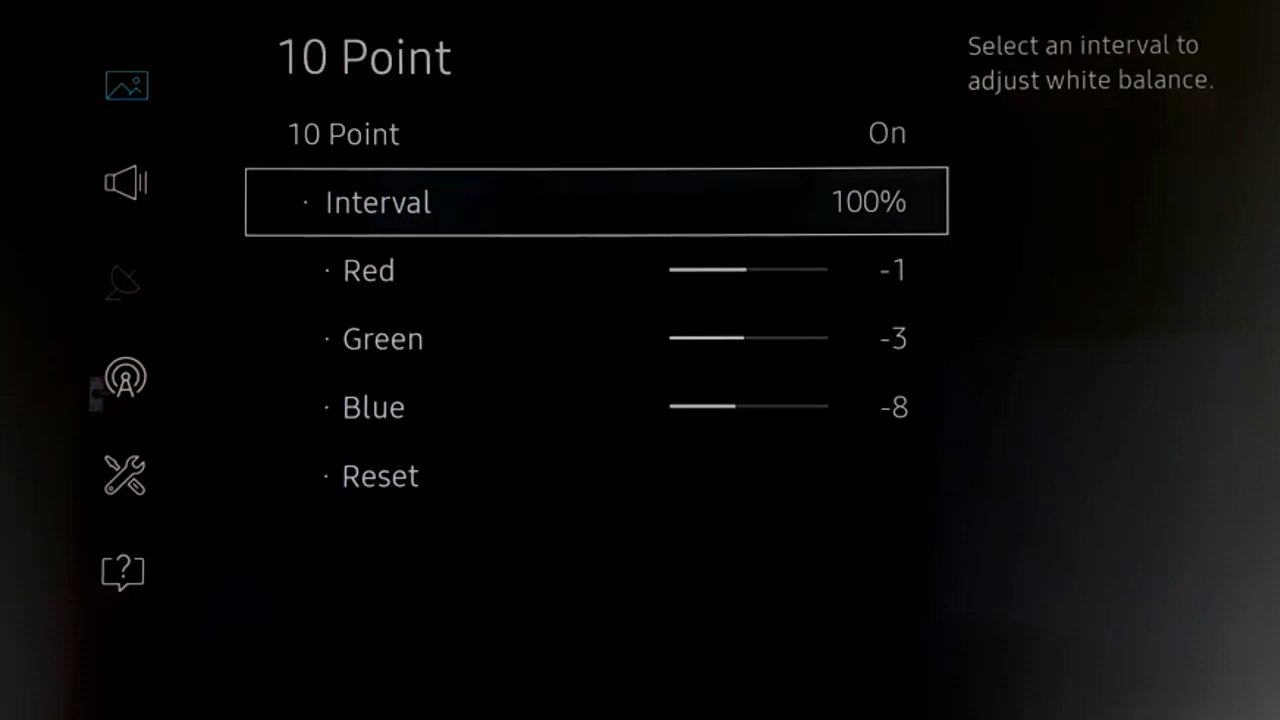 10 Point
Select an interval to
adjust white balance.
10 Point On
· Interval 100%
· Red -1
· Green -3
· Blue -8
· Reset